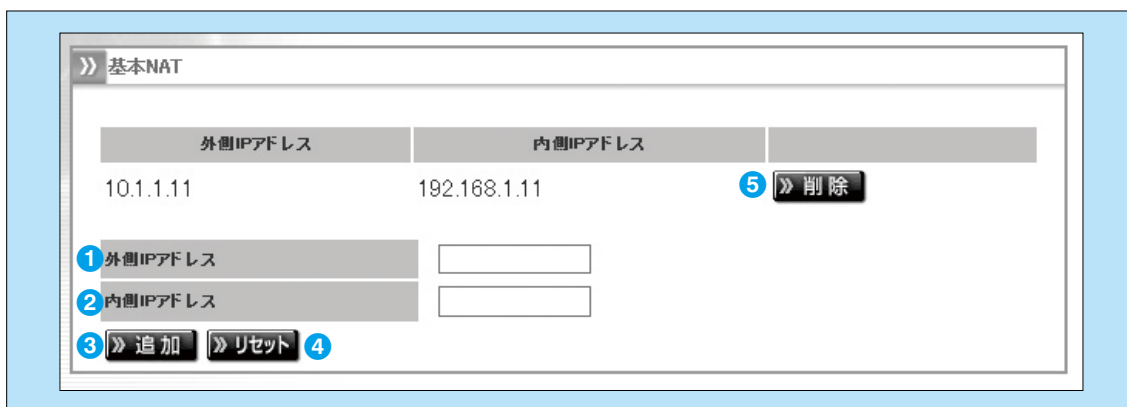 基本NAT
外側IPアドレス 内側IPアドレス
10.1.1.11 192.168.1.11 5 削除
1 外側IPアドレス
2 内側IPアドレス
3 追加 リセット 4